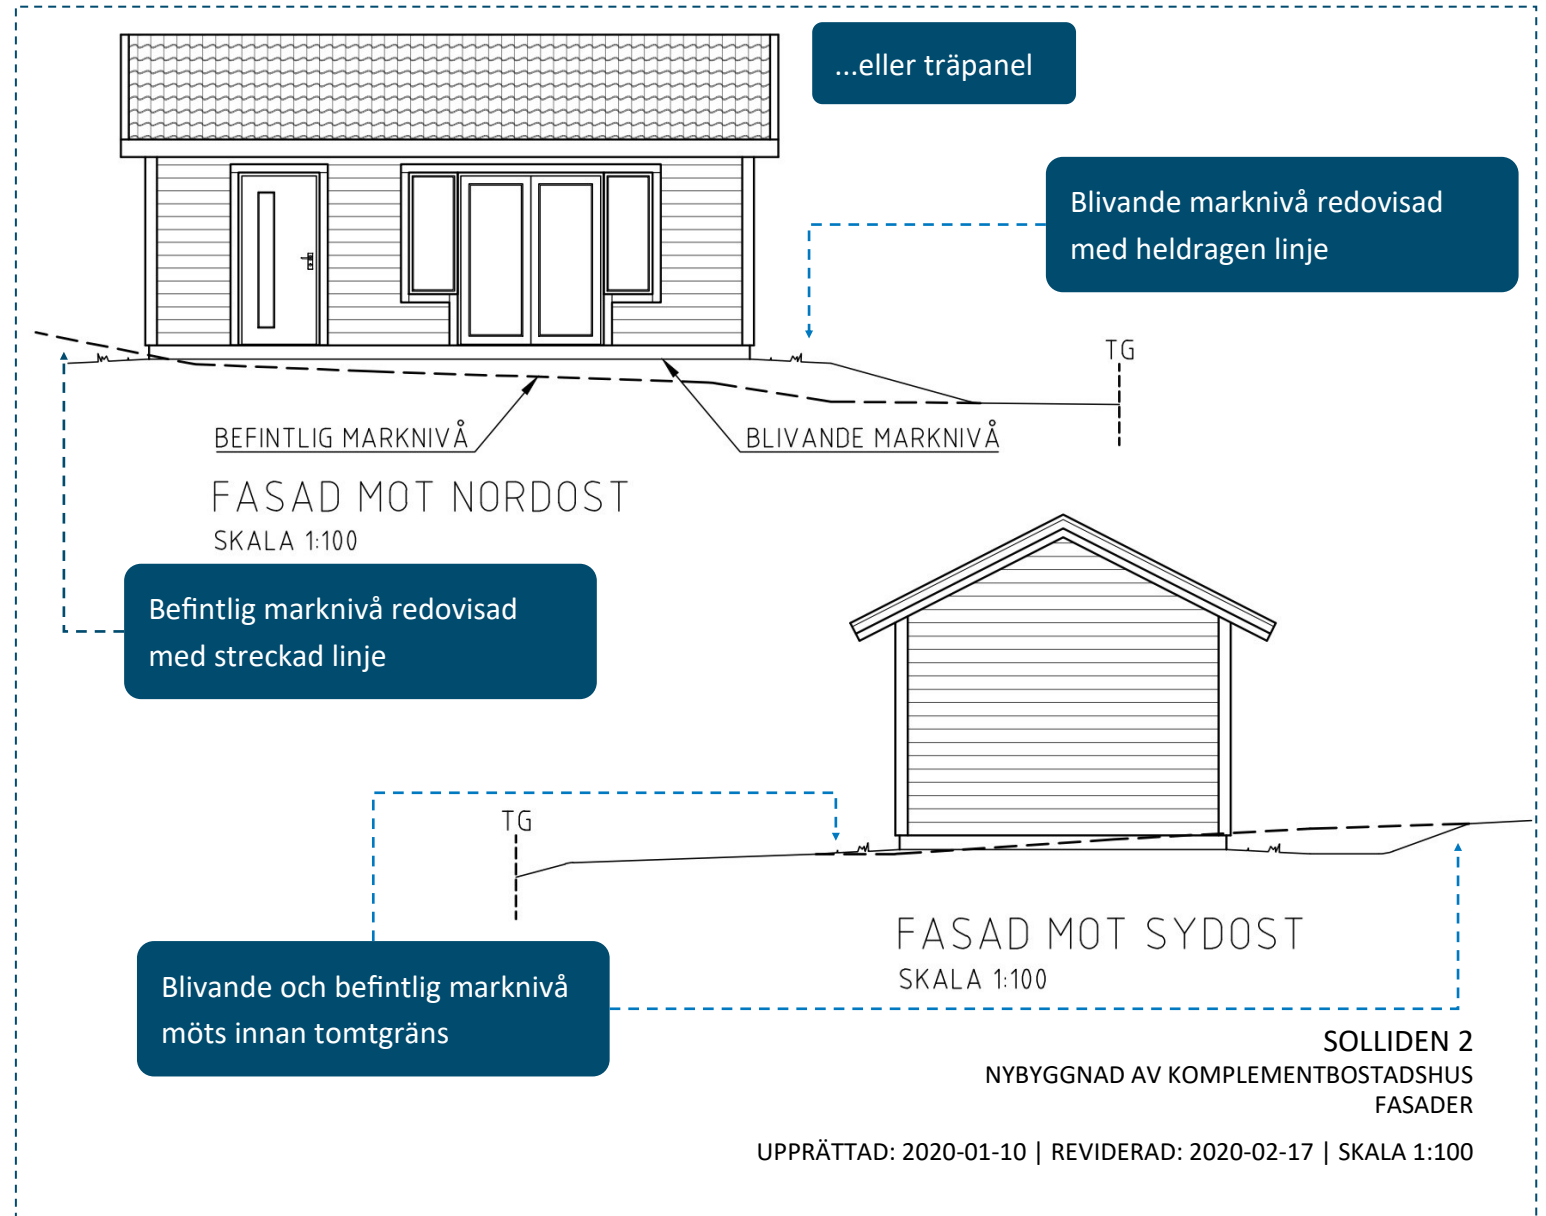 ...eller träpanel
Blivande marknivå redovisad
med heldragen linje
TG
BEFINTLIG MARKNIVÅ
BLIVANDE MARKNIVÅ
FASAD MOT NORDOST
SKALA 1:100
Befintlig marknivå redovisad
med streckad linje
TG
FASAD MOT SYDOST
SKALA 1:100
Blivande och befintlig marknivå
möts innan tomtgräns
SOLLIDEN 2
NYBYGGNAD AV KOMPLEMENTBOSTADSHUS
FASADER
UPPRÄTTAD: 2020-01-10 | REVIDERAD: 2020-02-17 | SKALA 1:100